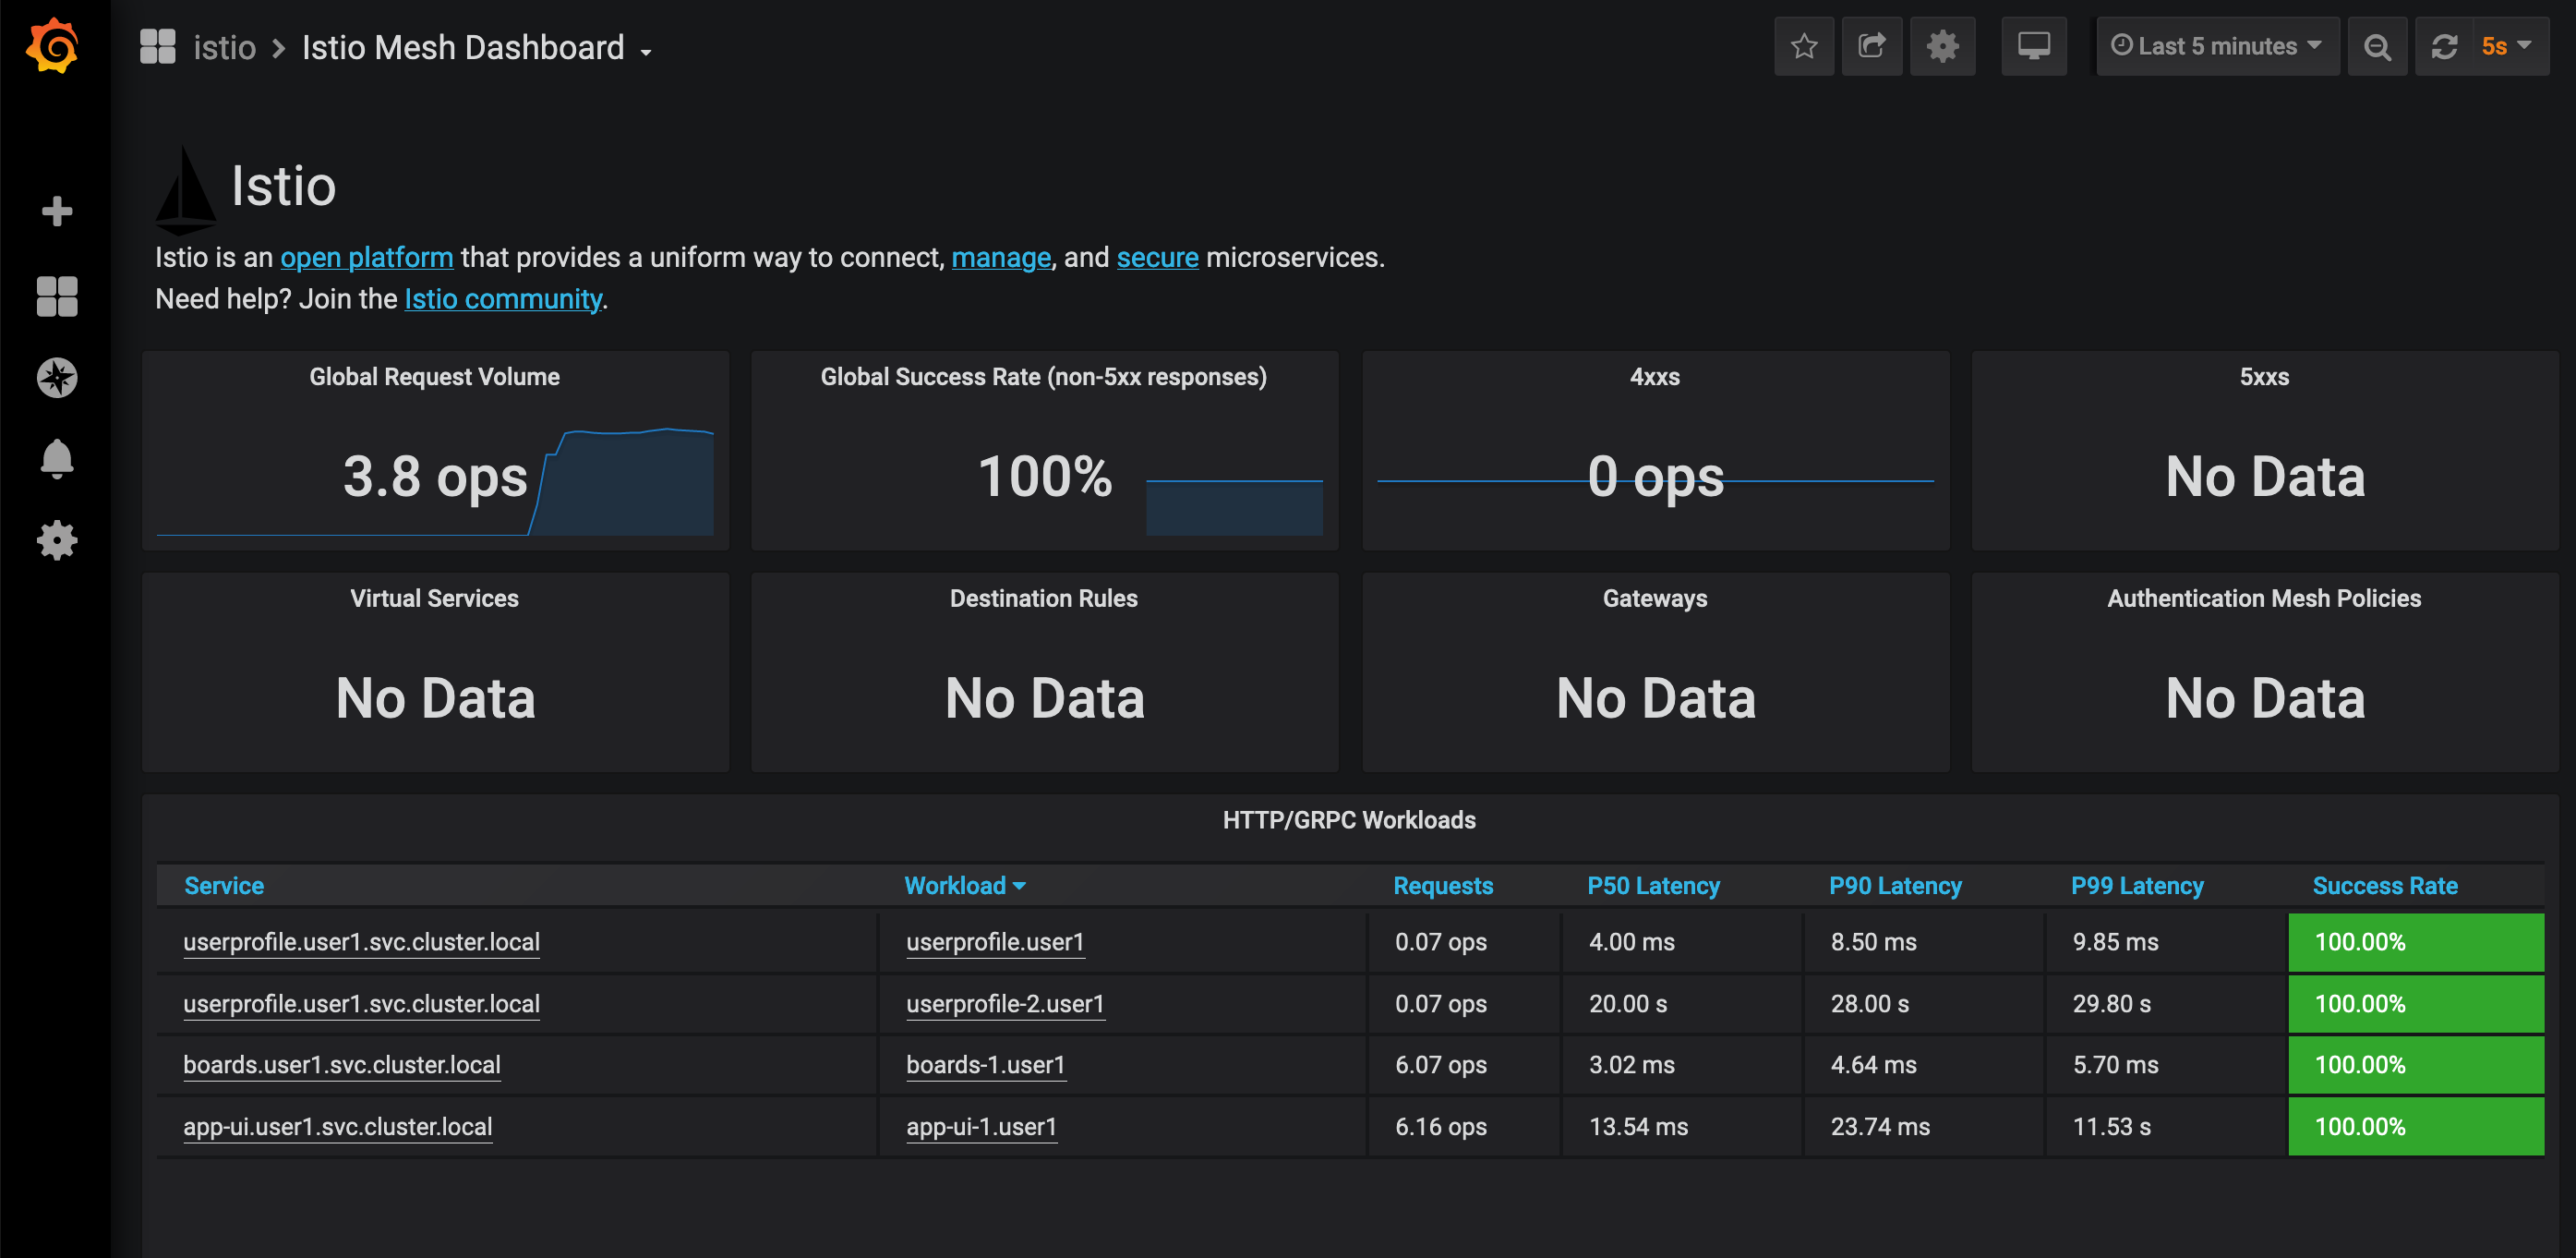 istio > Istio Mesh Dashboard
Last 5 minutes
5s
Istio
Istio is an open platform that provides a uniform way to connect, manage, and secure microservices.
Need help? Join the Istio community.
Global Request Volume
3.8 ops
Global Success Rate (non-5xx responses)
100%
4xxs
0 ops
5xxs
No Data
Virtual Services
No Data
Destination Rules
No Data
Gateways
No Data
Authentication Mesh Policies
No Data
HTTP/GRPC Workloads
Service Workload Requests P50 Latency P90 Latency P99 Latency Success Rate
userprofile.user1.svc.cluster.local userprofile.user1 0.07 ops 4.00 ms 8.50 ms 9.85 ms 100.00%
userprofile.user1.svc.cluster.local userprofile-2.user1 0.07 ops 20.00 s 28.00 s 29.80 s 100.00%
boards.user1.svc.cluster.local boards-1.user1 6.07 ops 3.02 ms 4.64 ms 5.70 ms 100.00%
app-ui.user1.svc.cluster.local app-ui-1.user1 6.16 ops 13.54 ms 23.74 ms 11.53 s 100.00%